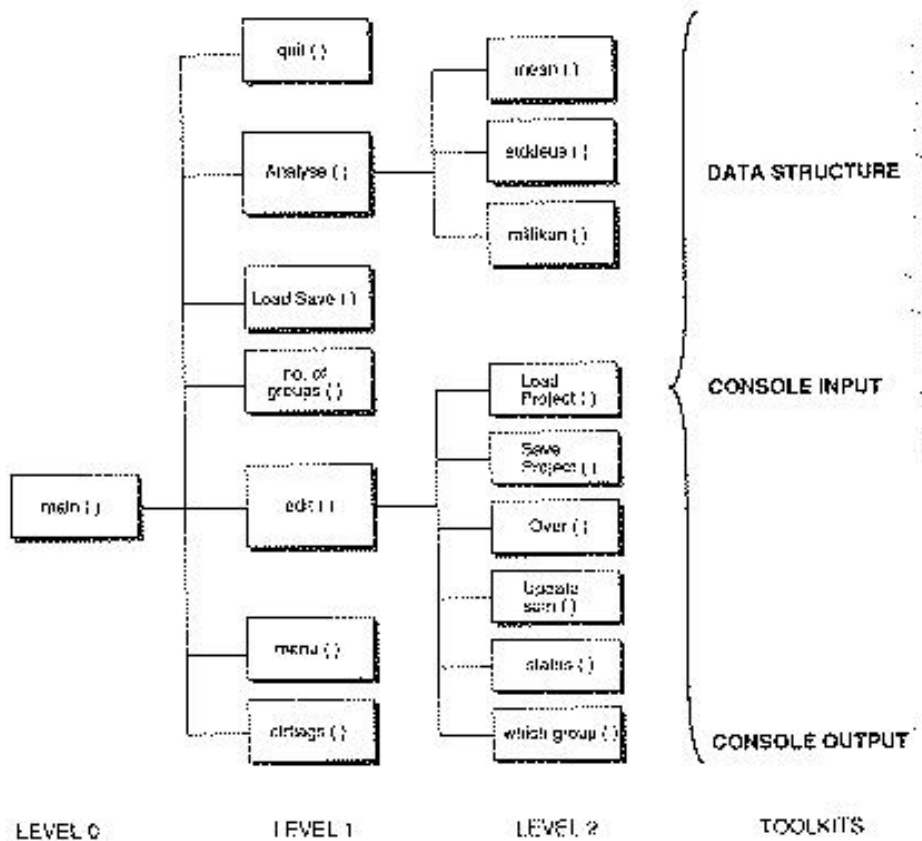 quit ( )
Analyse ( )
Load Save ( )
no. of
groups ( )
main ( )
edit ( )
menu ( )
mean ( )
millikan ( )
Load
Project ( )
Save
Project ( )
Over ( )
Update
sum ( )
status ( )
which group ( )
DATA STRUCTURE
CONSOLE INPUT
CONSOLE OUTPUT
LEVEL 0
LEVEL 1
LEVEL 2
TOOLKITS